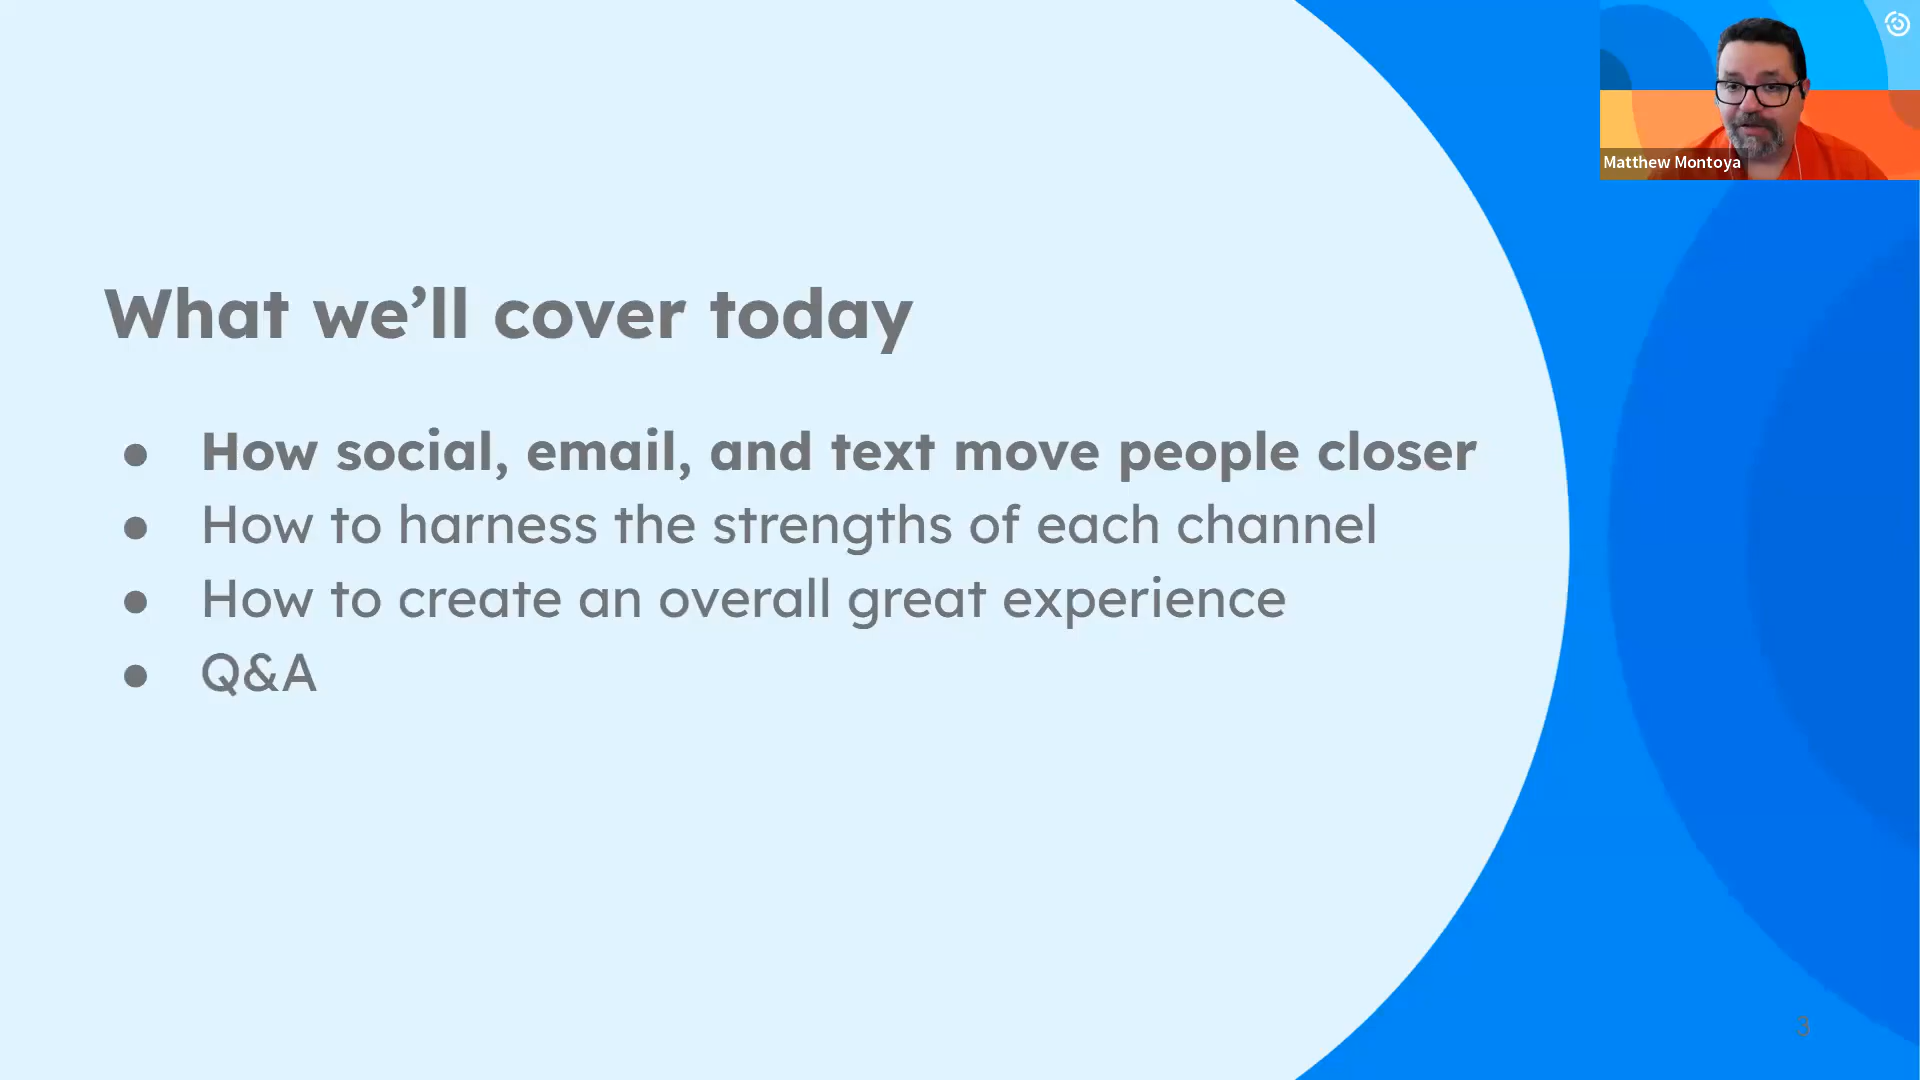 Matthew Montoya
What we’ll cover today
● How social, email, and text move people closer
● How to harness the strengths of each channel
● How to create an overall great experience
● Q&A
3